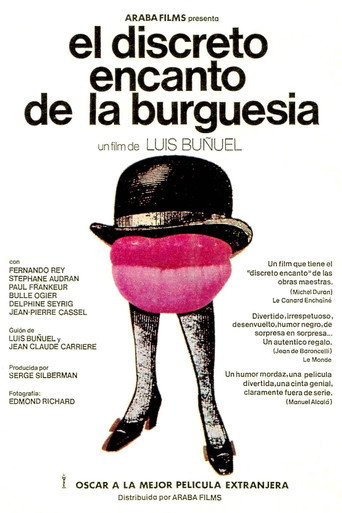 ARABA FILMS presenta
el discreto
encanto
de la burguesia
un film de LUIS BUÑUEL
con
FERNANDO REY
STEPHANE AUDRAN
PAUL FRANKEUR
BULLE OGIER
DELPHINE SEYRIG
JEAN-PIERRE CASSEL
Guión de
LUIS BUÑUEL y
JEAN CLAUDE CARRIERE
Producida por
SERGE SILBERMAN
Fotografía:
EDMOND RICHARD
Un film que tiene el
"discreto encanto" de las
obras maestras.
(Michel Duran)
Le Canard Enchaîné
Divertido, irrespetuoso,
desenvuelto, humor negro, de
sorpresa en sorpresa...
Un autentico regalo.
(Jean de Baroncelli)
Le Monde
Un humor mordaz, una película
divertida, una cinta genial,
claramente fuera de serie.
(Manuel Alcalá)
OSCAR A LA MEJOR PELICULA EXTRANJERA
Distribuida por ARABA FILMS